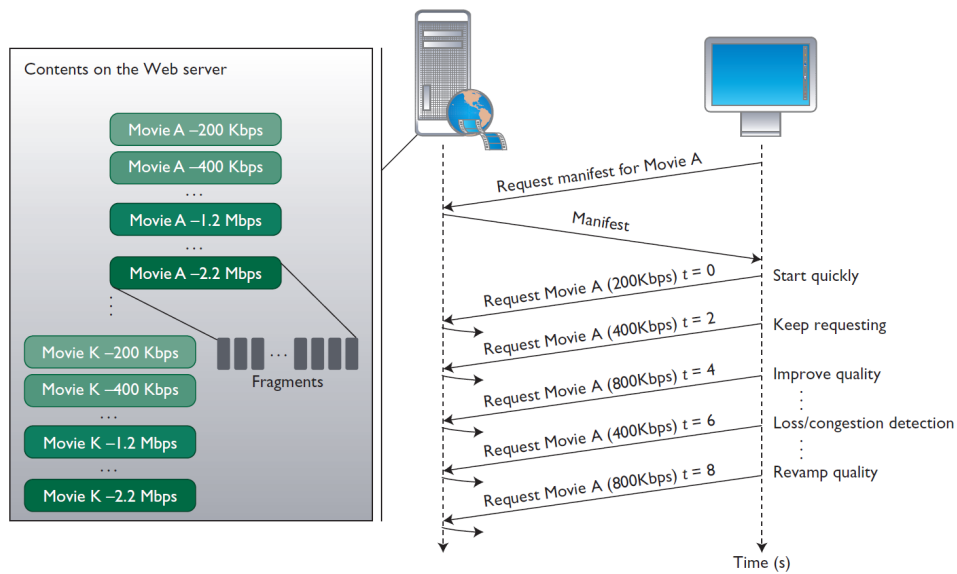 Contents on the Web server
Movie A –200 Kbps
Movie A –400 Kbps
...
Movie A –1.2 Mbps
...
Movie A –2.2 Mbps
...
Movie K –200 Kbps
Movie K –400 Kbps
...
Movie K –1.2 Mbps
...
Movie K –2.2 Mbps
...
Fragments
Request manifest for Movie A
Manifest
Request Movie A (200Kbps) t = 0
Start quickly
Request Movie A (400Kbps) t = 2
Keep requesting
Request Movie A (800Kbps) t = 4
Improve quality
...
Request Movie A (400Kbps) t = 6
Loss/congestion detection
...
Request Movie A (800Kbps) t = 8
Revamp quality
Time (s)